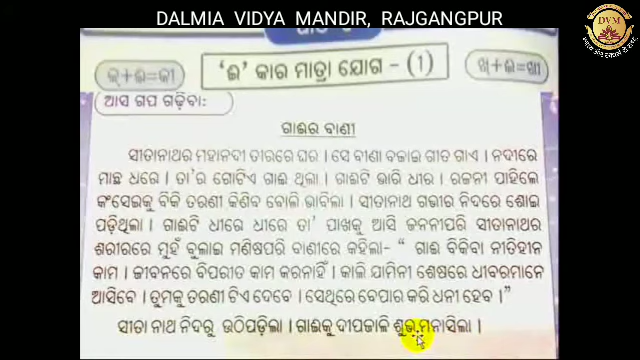 DALMIA VIDYA MANDIR, RAJGANGPUR
DVM
କ୍+ଈ=କୀ
'ଈ' କାର ମାତ୍ରା ଯୋଗ - (1)
ଖ୍+ଈ=ଖୀ
ଆସ ଗପ ଗଢ଼ିବା:
ଗାଈର ବାଣୀ
ସୀତାନାଥର ମହାନଦୀ ତୀରରେ ଘର । ସେ ବୀଣା ବଜାଇ ଗୀତ ଗାଏ । ନଦୀରେ
ମାଛ ଧରେ । ତା'ର ଗୋଟିଏ ଗାଈ ଥିଲା । ଗାଈଟି ଭାରି ଧୀର । ରଜନୀ ପାହିଲେ
କଂସେଇକୁ ବିକି ତରଣୀ କିଣିବ ବୋଲି ଭାବିଲା । ସୀତାନାଥ ଗଭୀର ନିଦରେ ଶୋଇ
ପଡ଼ିଥିଲା । ଗାଈଟି ଧୀରେ ଧୀରେ ତା' ପାଖକୁ ଆସି ଜନନୀପରି ସୀତାନାଥର
ଶରୀରରେ ମୁହଁ ବୁଲାଇ ମଣିଷପରି ବାଣୀରେ କହିଲା- " ଗାଈ ବିକିବା ନୀତିହୀନ
କାମ । ଜୀବନରେ ବିପରୀତ କାମ କରନାହିଁ । କାଲି ଯାମିନୀ ଶେଷରେ ଧୀବରମାନେ
ଆସିବେ । ତୁମକୁ ତରଣୀ ଟିଏ ଦେବେ । ସେଥିରେ ବେପାର କରି ଧନୀ ହେବ ।"
ସୀତା ନାଥ ନିଦରୁ ଉଠିପଡ଼ିଲା । ଗାଈକୁ ଦୀପଜାଳି ଶୁଭମନାସିଲା ।